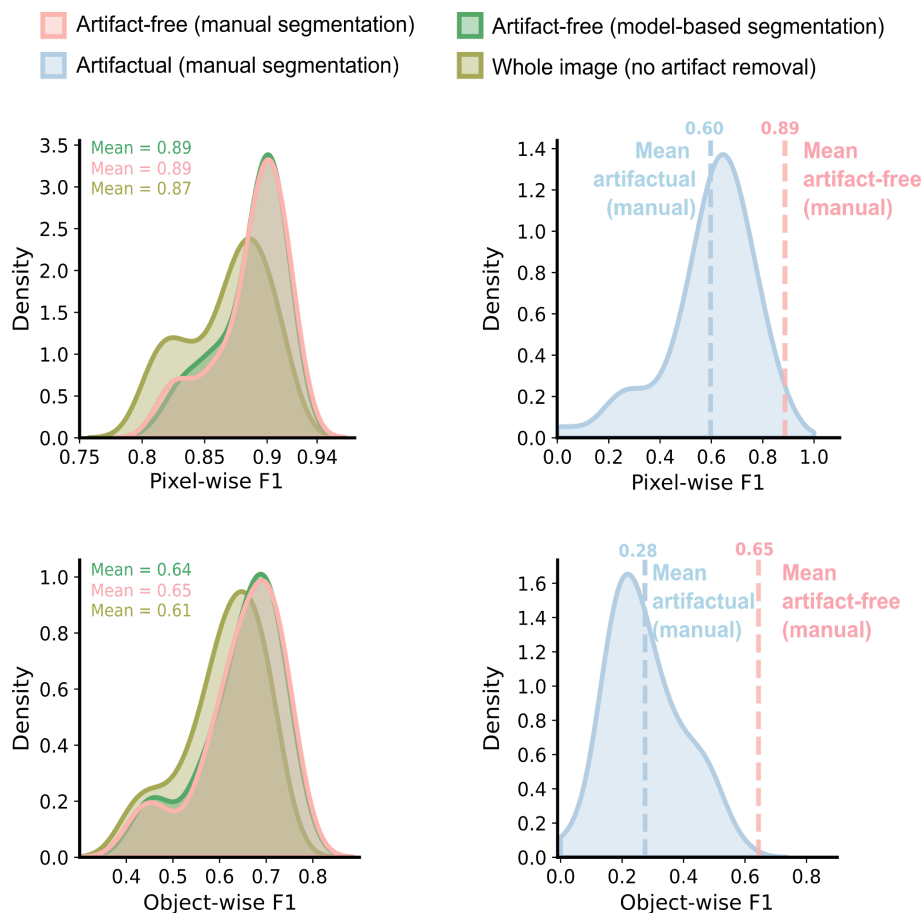 Artifact-free (manual segmentation)
Artifact-free (model-based segmentation)
Artifactual (manual segmentation)
Whole image (no artifact removal)
Mean = 0.89
Mean = 0.89
Mean = 0.87
3.5
3.0
2.5
2.0
1.5
1.0
0.5
0.0
Density
0.75
0.8
0.85
0.9
0.94
Pixel-wise F1
0.60
0.89
Mean
artifactual
(manual)
Mean
artifact-free
(manual)
1.4
1.2
1.0
0.8
0.6
0.4
0.2
0.0
Density
0.0
0.2
0.4
0.6
0.8
1.0
Pixel-wise F1
Mean = 0.64
Mean = 0.65
Mean = 0.61
1.0
0.8
0.6
0.4
0.2
0.0
Density
0.4
0.5
0.6
0.7
0.8
Object-wise F1
0.28
0.65
Mean
artifactual
(manual)
Mean
artifact-free
(manual)
1.6
1.4
1.2
1.0
0.8
0.6
0.4
0.2
0.0
Density
0.0
0.2
0.4
0.6
0.8
Object-wise F1